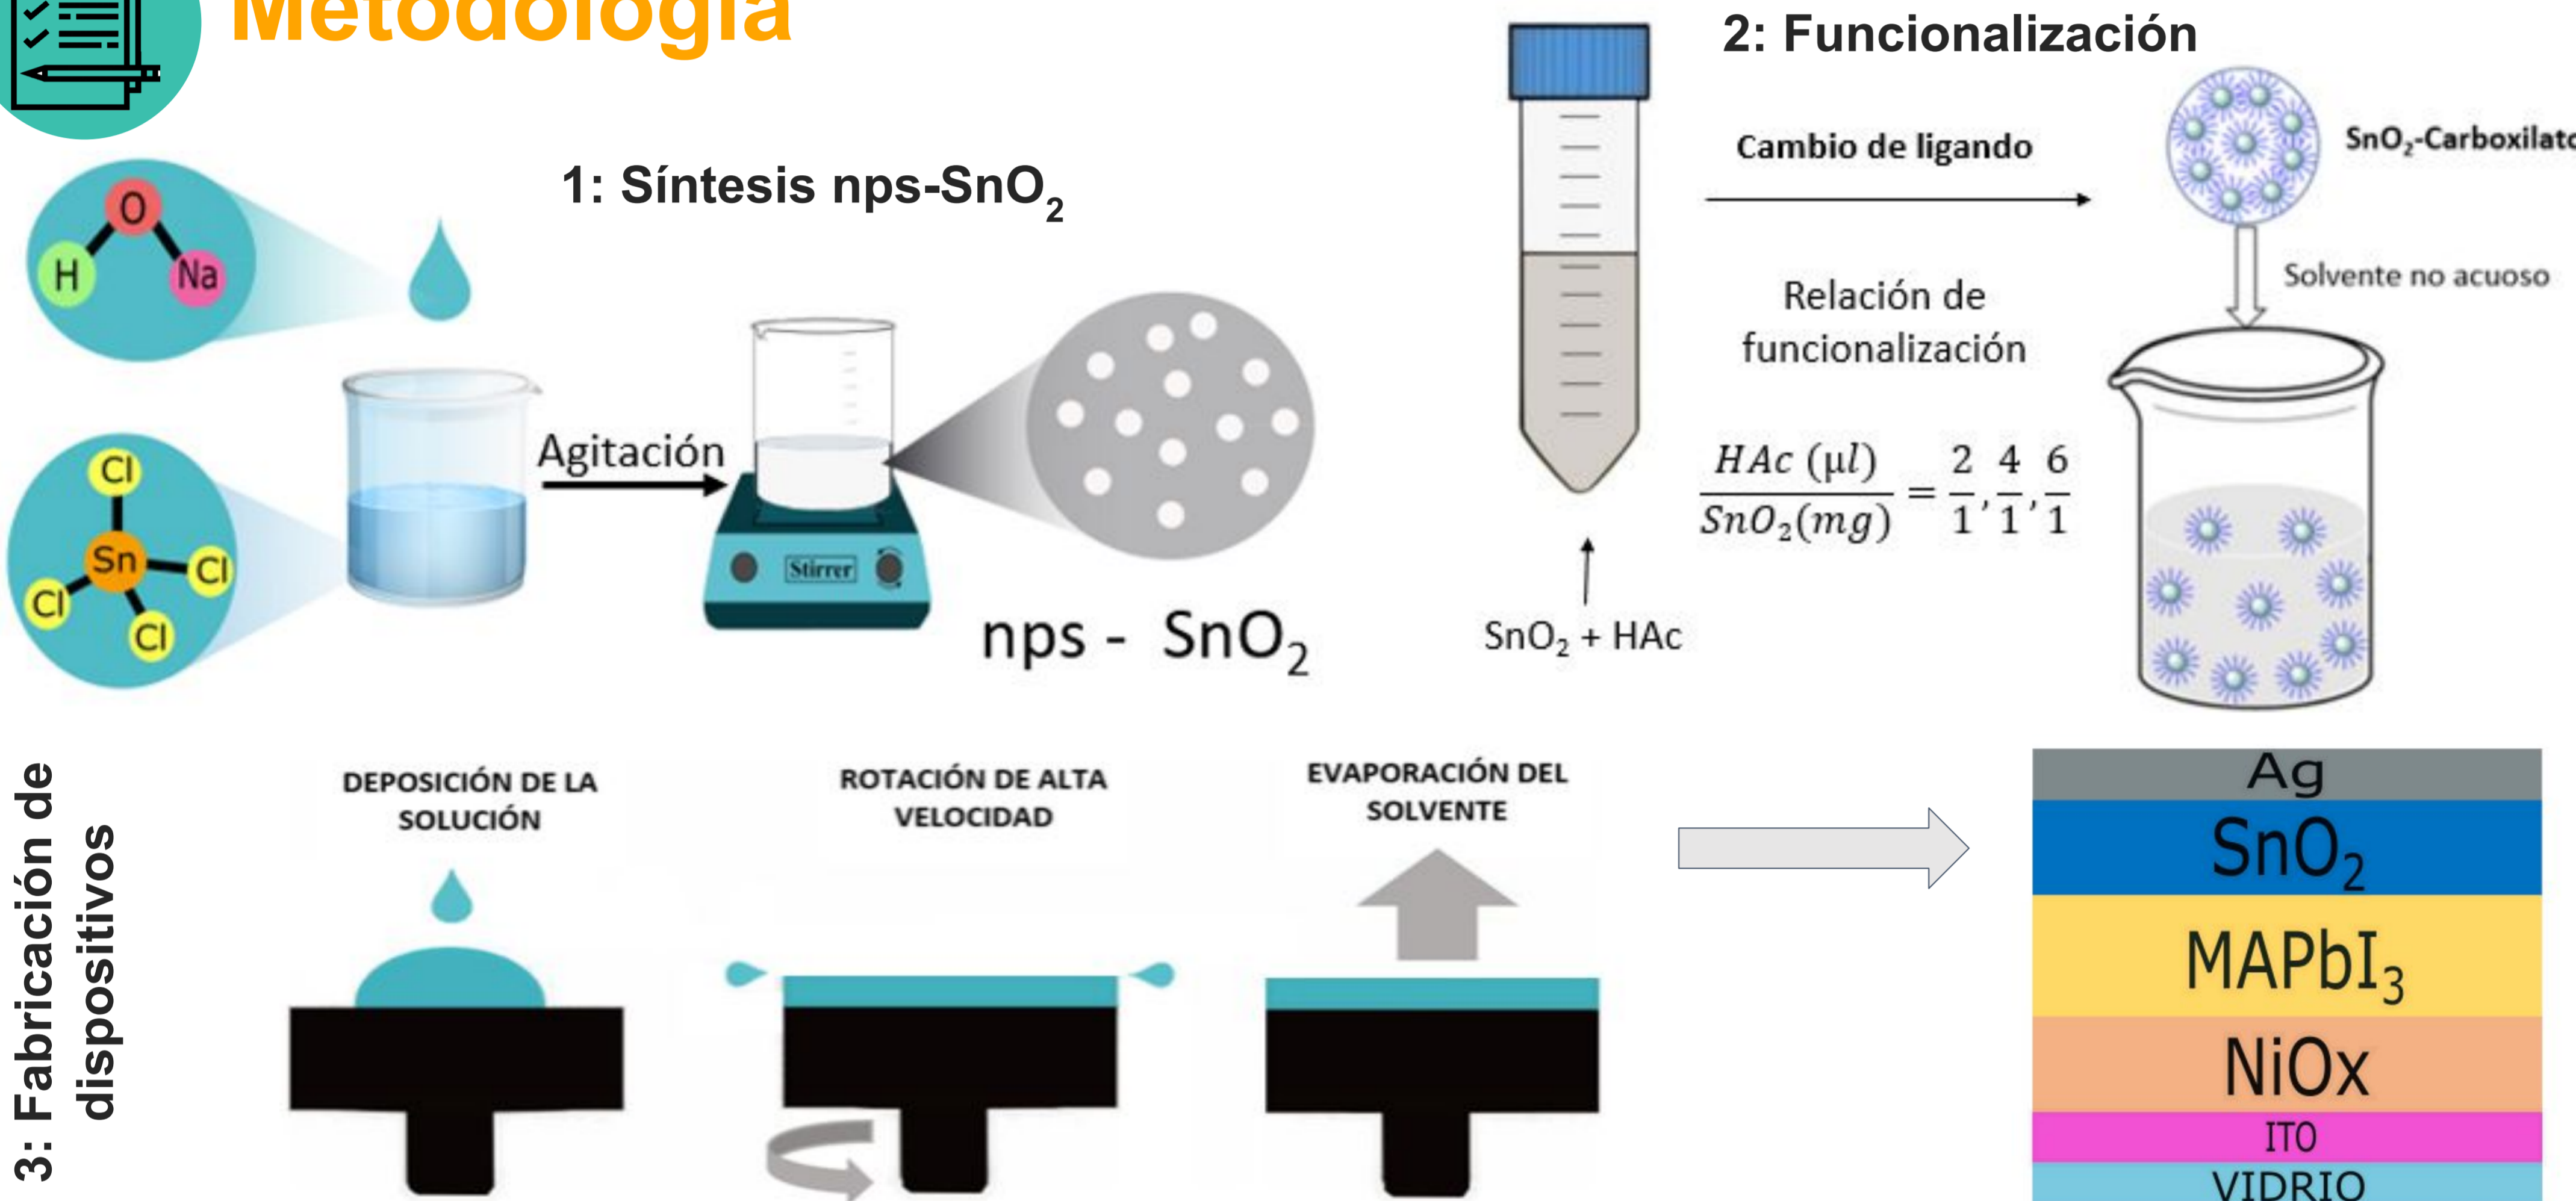 Metodología
1: Síntesis nps-SnO₂
O
H
Na
Cl
Sn
Cl
Cl
Cl
Agitación
Stirrer
nps - SnO₂
2: Funcionalización
Cambio de ligando
SnO₂-Carboxilato
Solvente no acuoso
Relación de
funcionalización
HAc (μl)/SnO₂(mg) = 2/1, 4/1, 6/1
SnO₂ + HAc
3: Fabricación de
dispositivos
DEPOSICIÓN DE LA
SOLUCIÓN
ROTACIÓN DE ALTA
VELOCIDAD
EVAPORACIÓN DEL
SOLVENTE
Ag
SnO₂
MAPbI₃
NiOx
ITO
VIDRIO